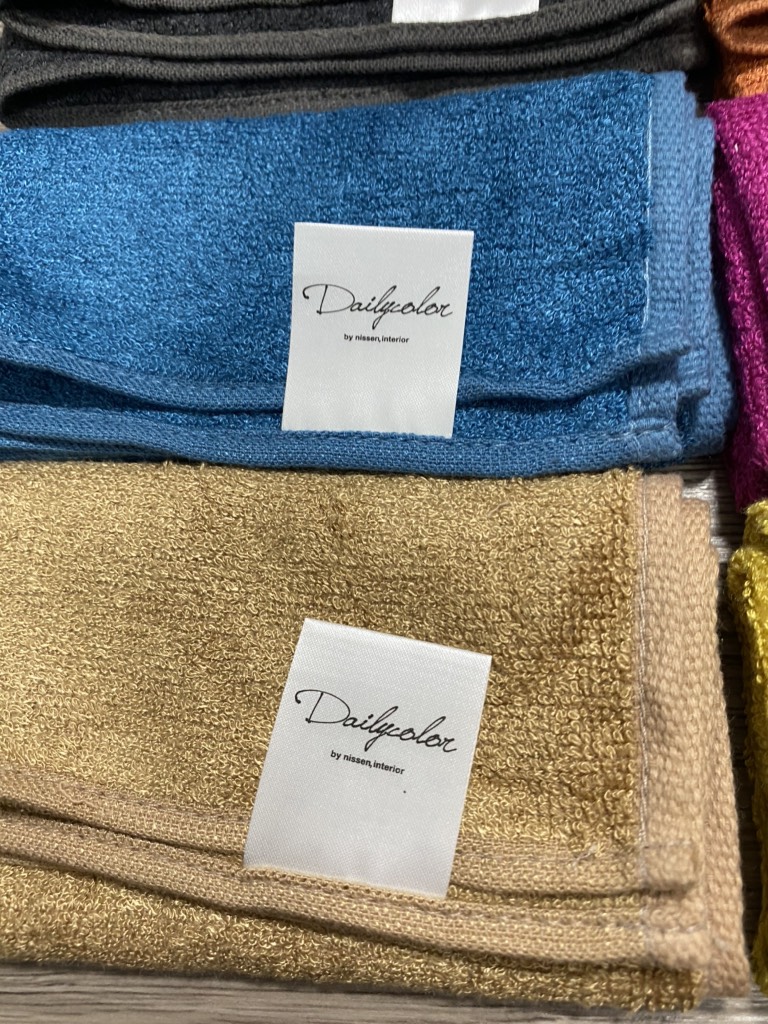 Dailycolor
by nissen,interior
Dailycolor
by nissen,interior